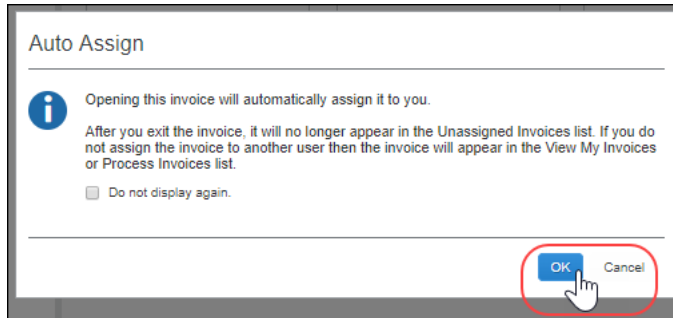 Auto Assign
Opening this invoice will automatically assign it to you.
After you exit the invoice, it will no longer appear in the Unassigned Invoices list. If you do
not assign the invoice to another user then the invoice will appear in the View My Invoices
or Process Invoices list.
Do not display again.
OK Cancel